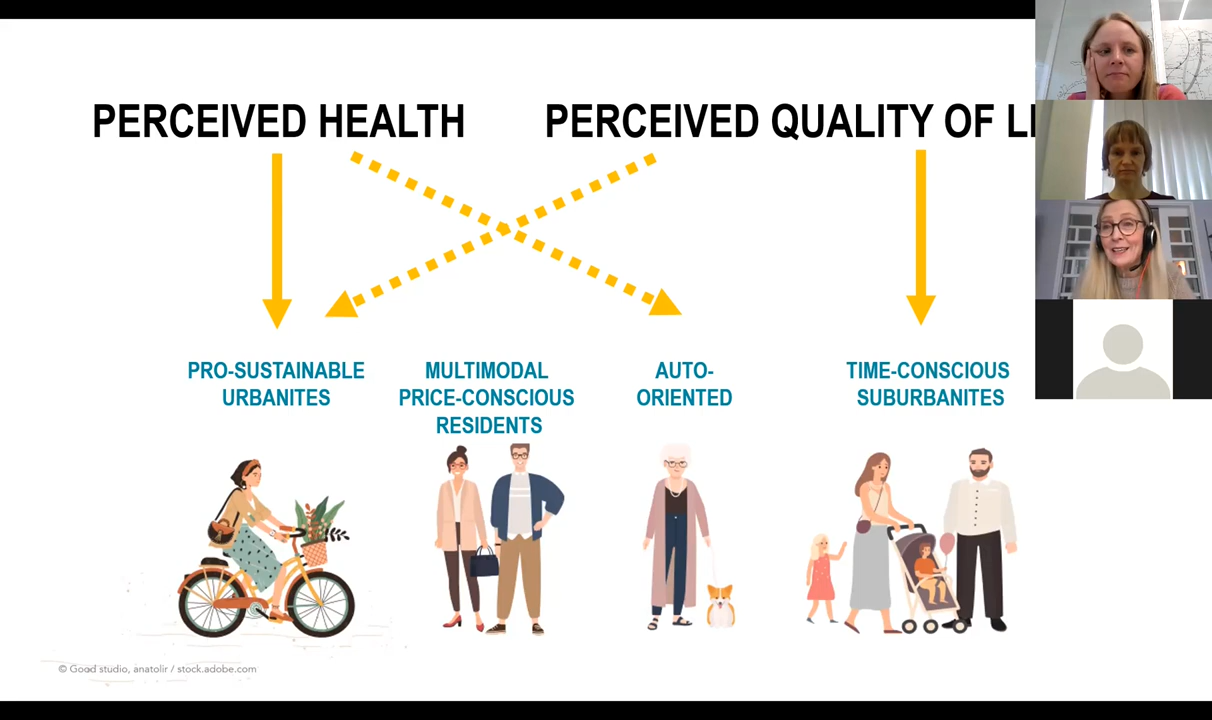 PERCEIVED HEALTH
PERCEIVED QUALITY OF
PRO-SUSTAINABLE
URBANITES
MULTIMODAL
PRICE-CONSCIOUS
RESIDENTS
AUTO-
ORIENTED
TIME-CONSCIOUS
SUBURBANITES
© Good studio, anatolir / stock.adobe.com